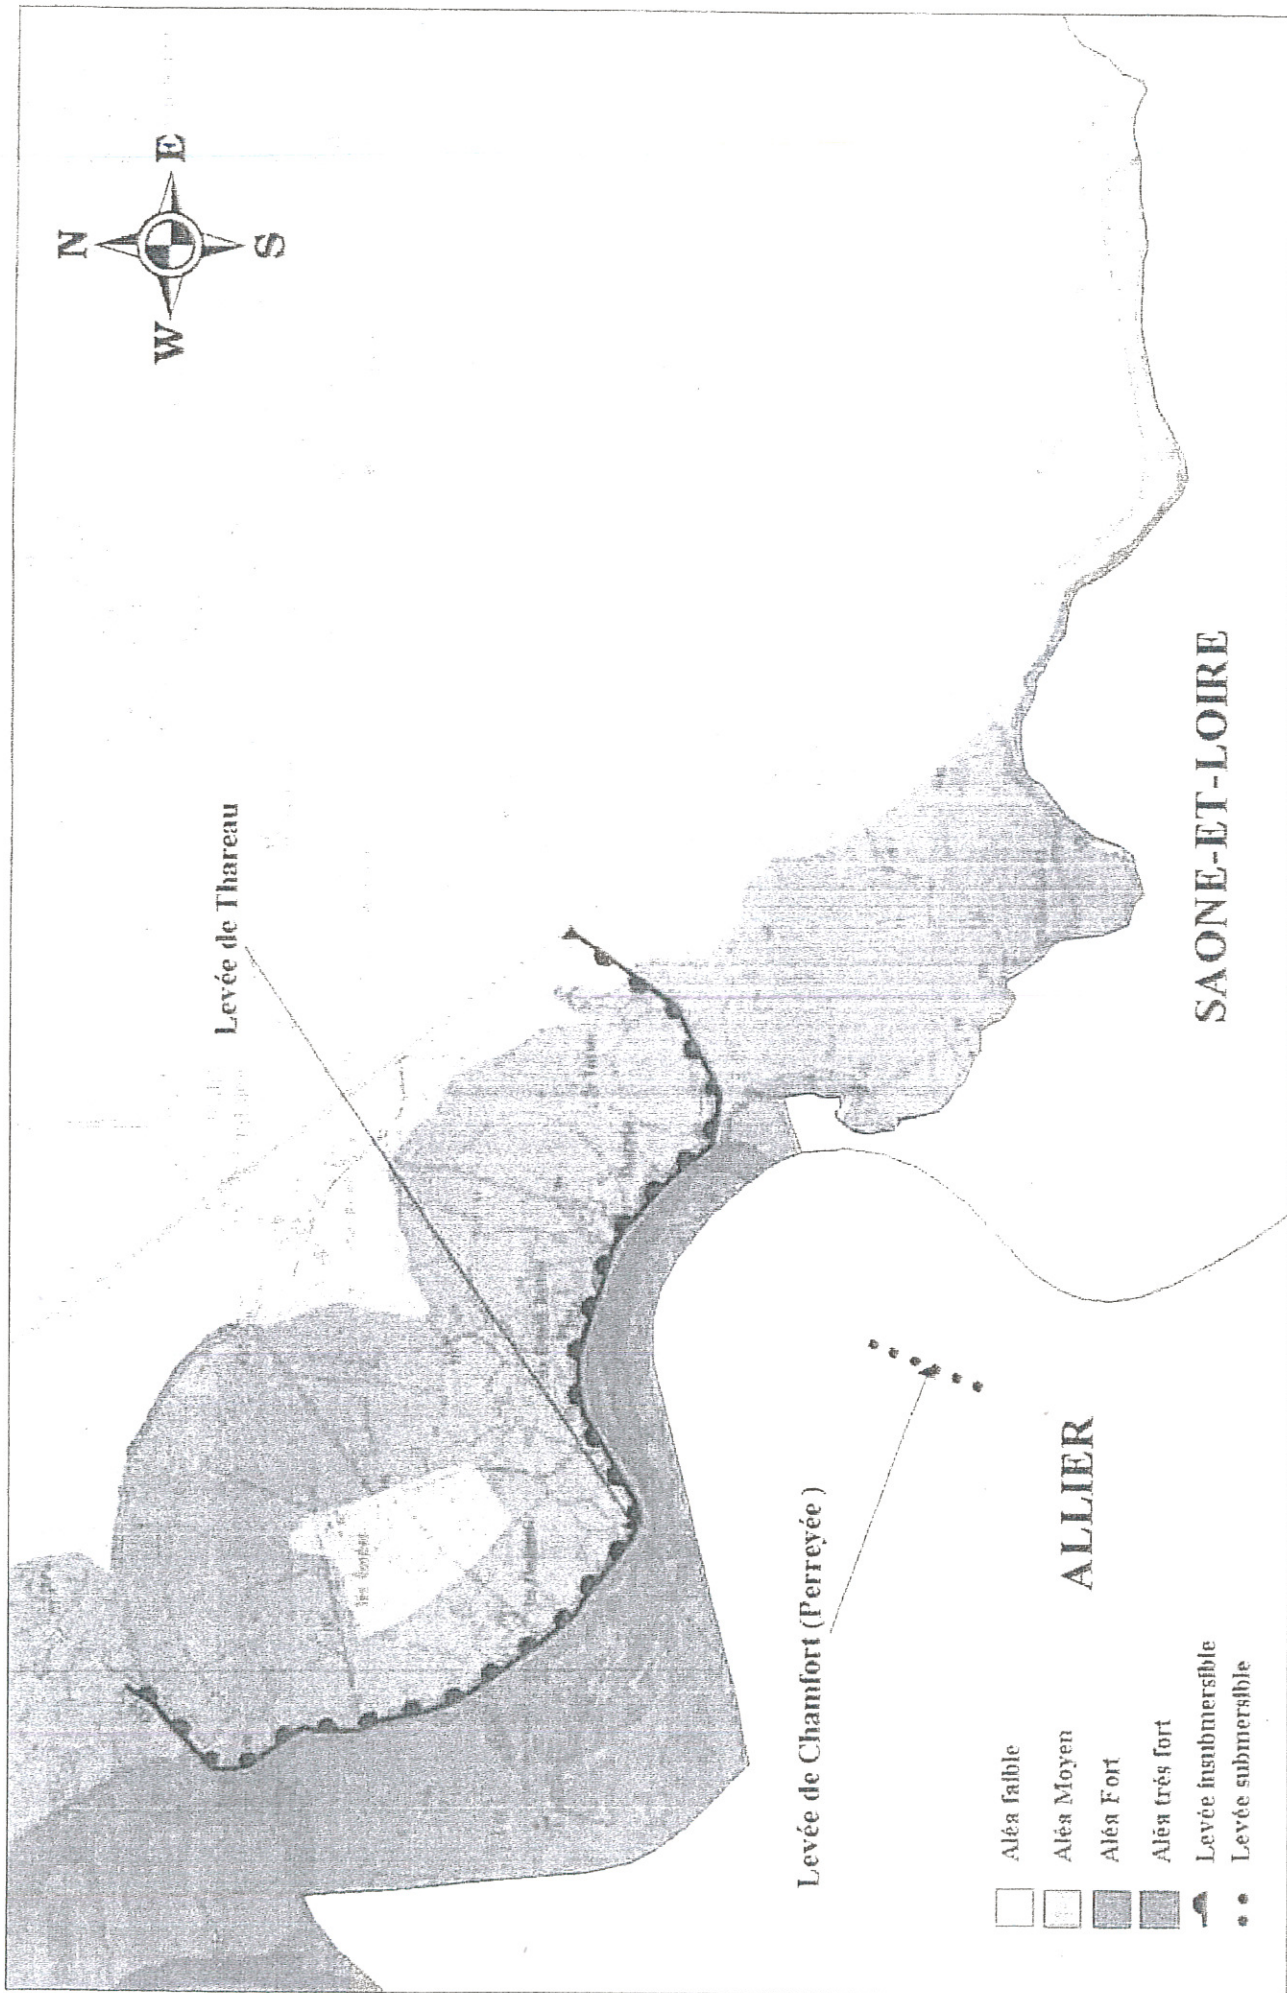 N
W
E
S
Levée de Thareau
SAONE-ET-LOIRE
Levée de Chamfort (Perreyée )
ALLIER
Aléa faible
Aléa Moyen
Aléa Fort
Aléa trés fort
Levée insubmersible
Levée submersible